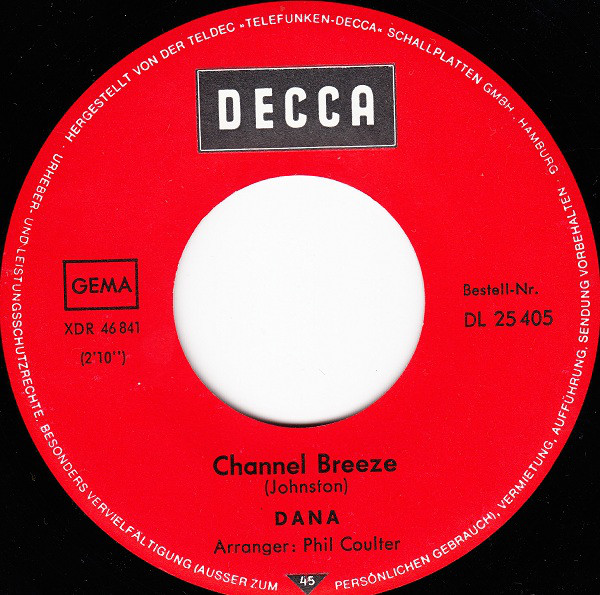 HERGESTELLT VON DER TELDEC »TELEFUNKEN-DECCA« SCHALLPLATTEN GMBH · HAMBURG ·
DECCA
GEMA
XDR 46 841
(2'10")
Bestell-Nr.
DL 25 405
Channel Breeze
(Johnston)
DANA
Arranger: Phil Coulter
URHEBER- UND LEISTUNGSSCHUTZRECHTE, BESONDERS VERVIELFÄLTIGUNG (AUSSER ZUM PERSÖNLICHEN GEBRAUCH), VERMIETUNG, AUFFÜHRUNG, SENDUNG VORBEHALTEN ·
45